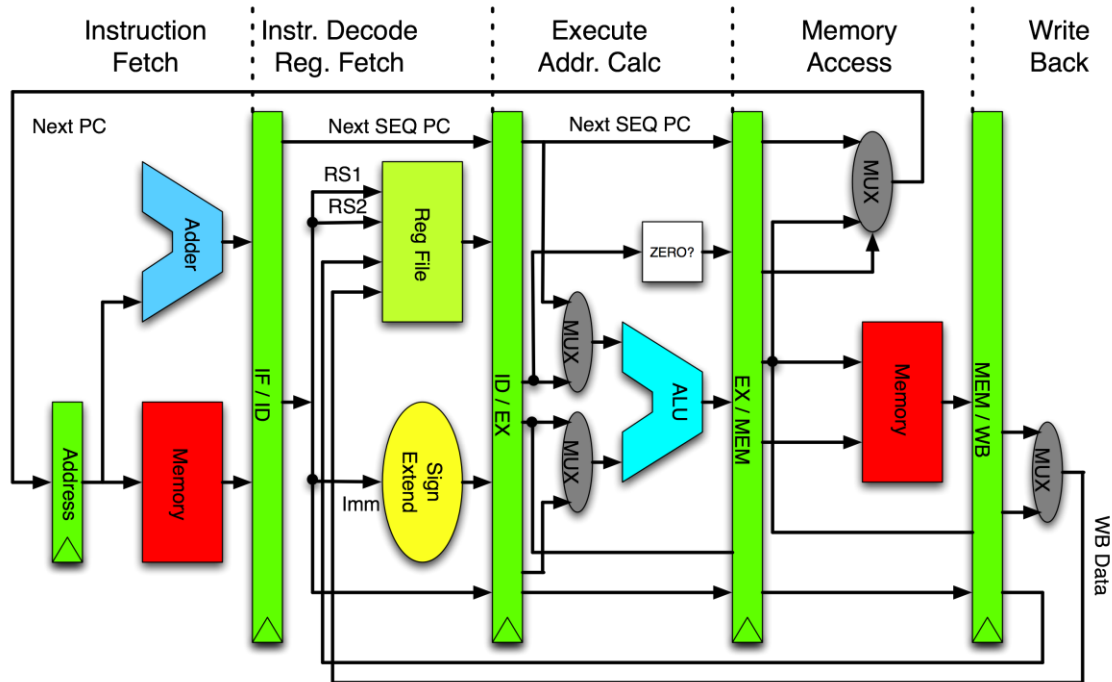 Instruction
Fetch
Instr. Decode
Reg. Fetch
Execute
Addr. Calc
Memory
Access
Write
Back
Next PC
Next SEQ PC
Next SEQ PC
RS1
RS2
Adder
Reg File
ZERO?
MUX
MUX
MUX
ALU
IF / ID
ID / EX
EX / MEM
MEM / WB
Address
Memory
Imm
Sign
Extend
Memory
MUX
WB Data